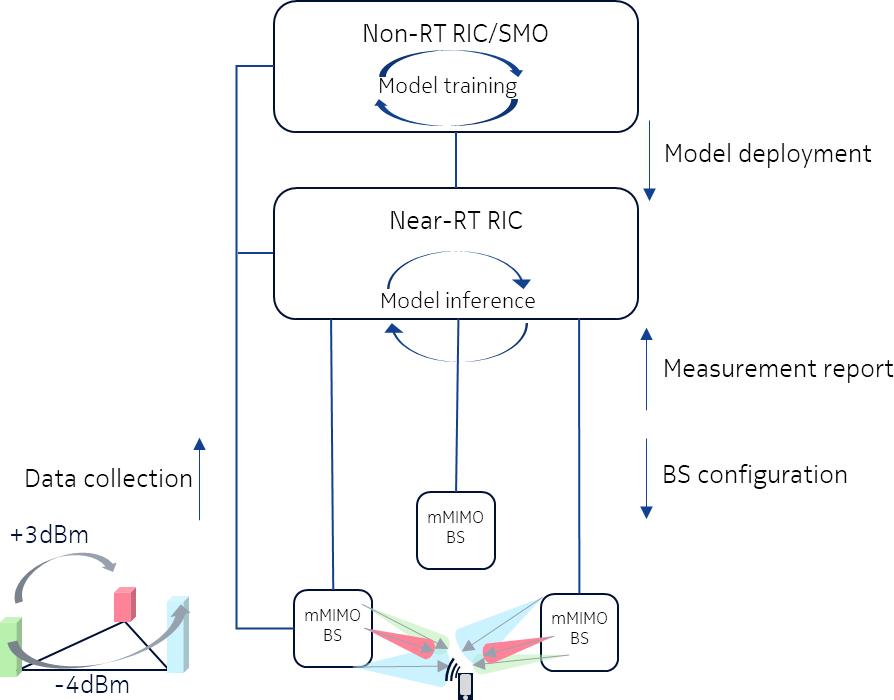 Non-RT RIC/SMO
Model training
Model deployment
Near-RT RIC
Model inference
Measurement report
BS configuration
Data collection
+3dBm
-4dBm
mMIMO
BS
mMIMO
BS
mMIMO
BS